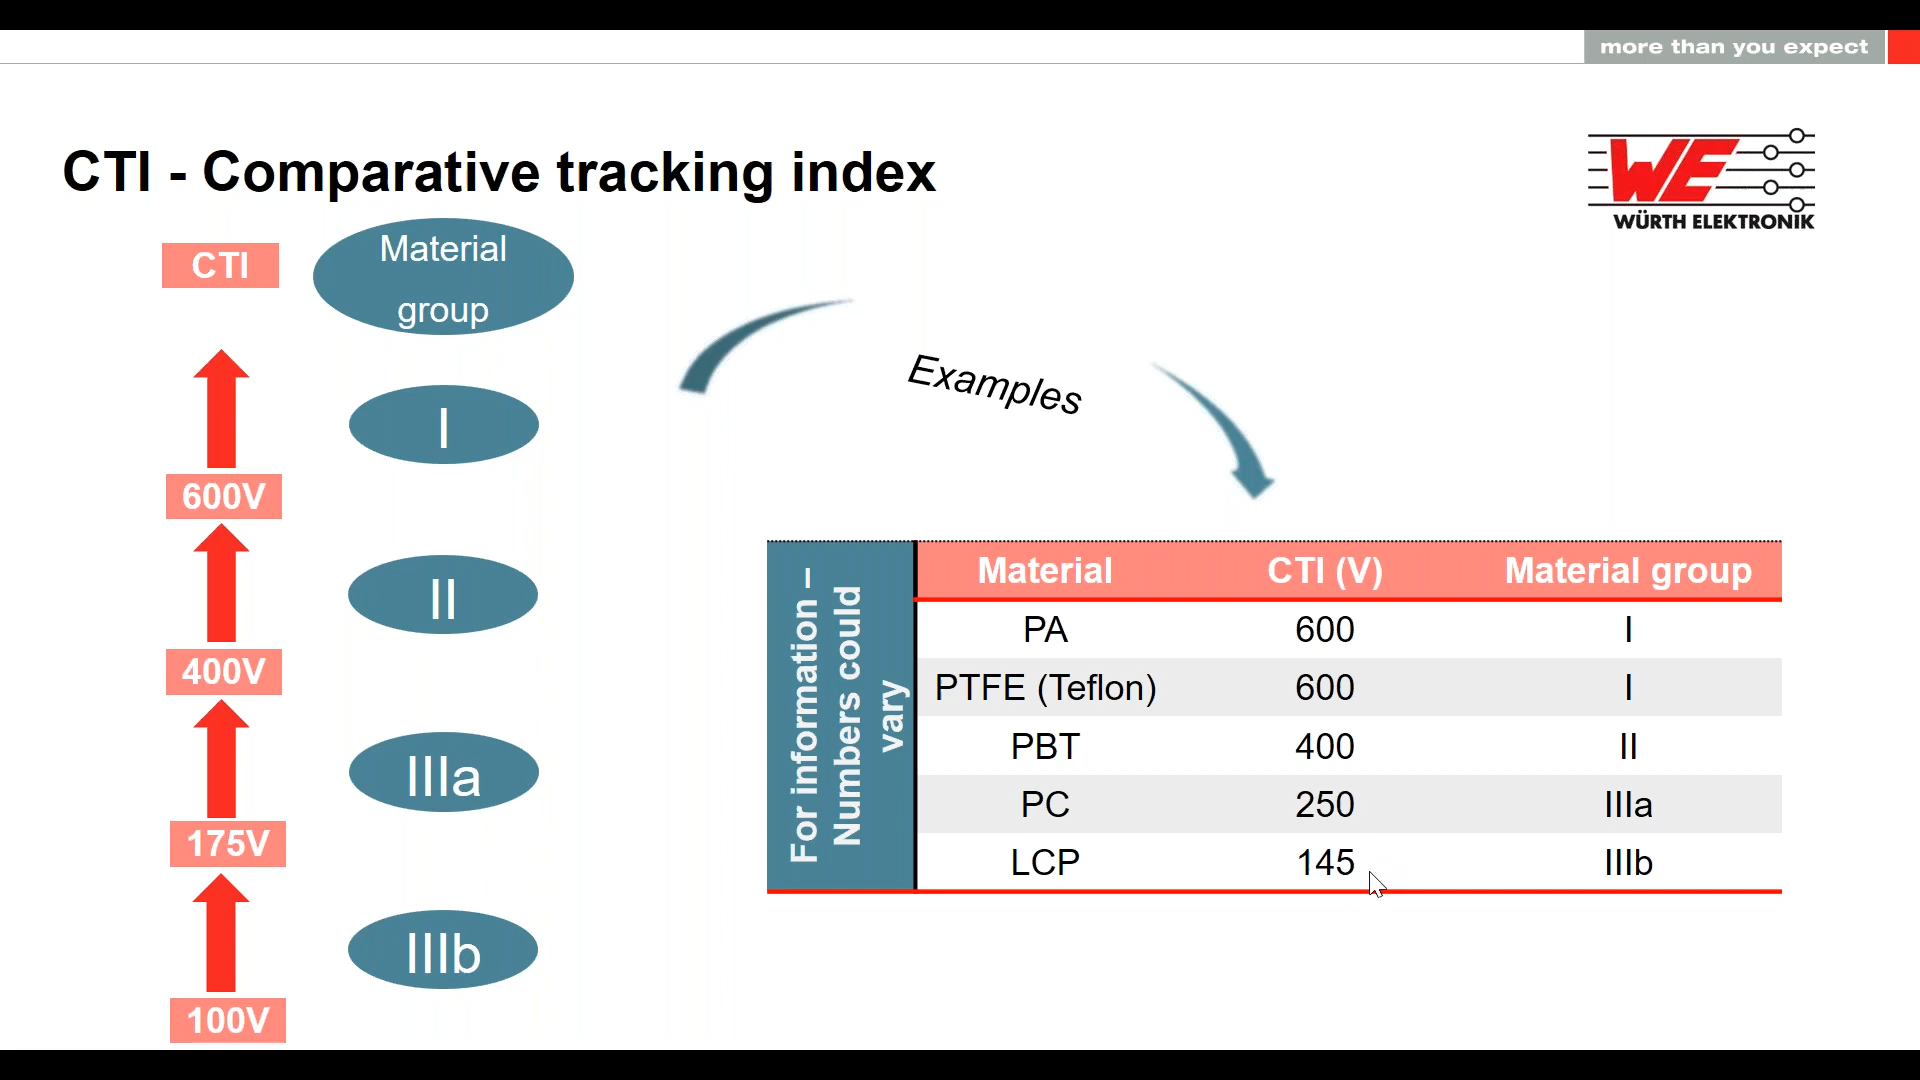 more than you expect
CTI - Comparative tracking index
WE
WÜRTH ELEKTRONIK
CTI
Material
group
I
600V
II
400V
IIIa
175V
IIIb
100V
Examples
For information –
Numbers could
vary
Material CTI (V) Material group
PA 600 I
PTFE (Teflon) 600 I
PBT 400 II
PC 250 IIIa
LCP 145 IIIb